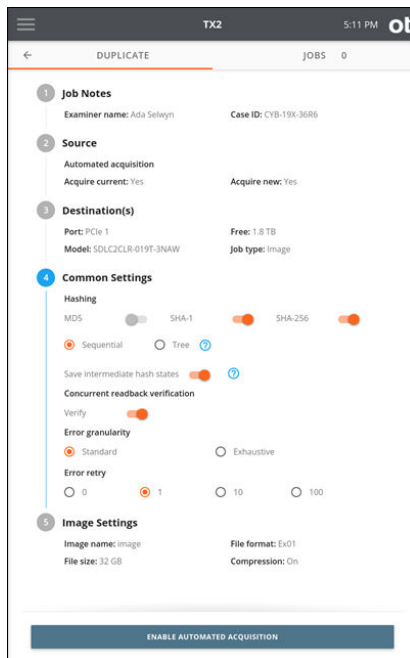 TX2 5:11 PM ot
DUPLICATE JOBS 0
1 Job Notes
Examiner name: Ada Selwyn Case ID: CYB-19X-36R6
2 Source
Automated acquisition
Acquire current: Yes Acquire new: Yes
3 Destination(s)
Port: PCIe 1 Free: 1.8 TB
Model: SDLC2CLR-019T-3NAW Job type: Image
4 Common Settings
Hashing
MD5 SHA-1 SHA-256
Sequential Tree ?
Save intermediate hash states ?
Concurrent readback verification
Verify
Error granularity
Standard Exhaustive
Error retry
0 1 10 100
5 Image Settings
Image name: image File format: Ex01
File size: 32 GB Compression: On
ENABLE AUTOMATED ACQUISITION